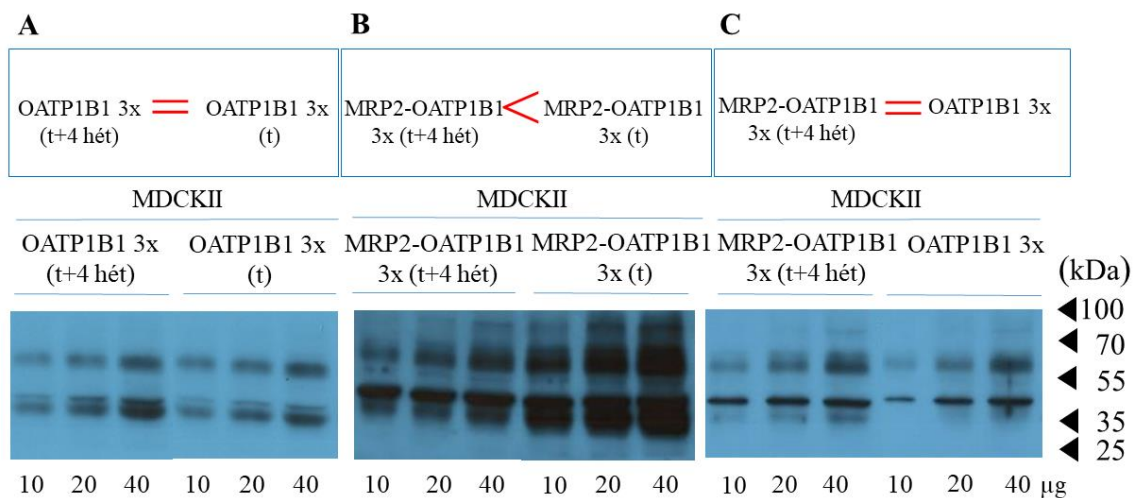 A B C
OATP1B1 3x = OATP1B1 3x MRP2-OATP1B1 < MRP2-OATP1B1 MRP2-OATP1B1 = OATP1B1 3x
(t+4 hét) (t) 3x (t+4 hét) 3x (t) 3x (t+4 hét)
MDCKII MDCKII MDCKII
OATP1B1 3x OATP1B1 3x MRP2-OATP1B1 MRP2-OATP1B1 MRP2-OATP1B1 OATP1B1 3x
(t+4 hét) (t) 3x (t+4 hét) 3x (t) 3x (t+4 hét) (kDa)
100
70
55
35
25
10 20 40 10 20 40 10 20 40 10 20 40 10 20 40 10 20 40 µg